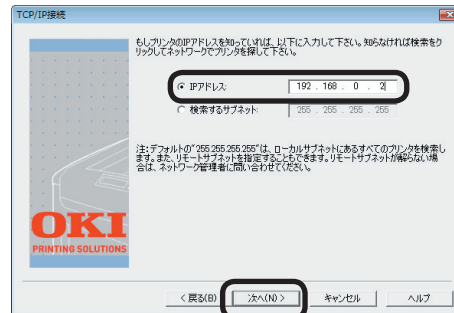 TCP/IP接続
もしプリンタのIPアドレスを知っていれば、以下に入力して下さい。知らなければ検索をク
リックしてネットワークでプリンタを探して下さい。
IPアドレス:
192 . 168 . 0 . 2
検索するサブネット:
255 . 255 . 255 . 255
注:デフォルトの"255.255.255.255"は、ローカルサブネットにあるすべてのプリンタを検索し
ます。また、リモートサブネットを指定することもできます。リモートサブネットが解らない場
合は、ネットワーク管理者に問い合わせてください。
OKI
PRINTING SOLUTIONS
< 戻る(B)
次へ(N) >
キャンセル
ヘルプ